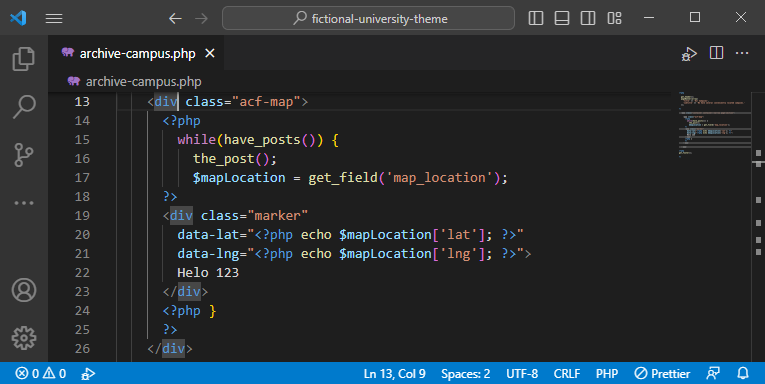 fictional-university-theme
archive-campus.php
archive-campus.php
13 <div class="acf-map">
14 <?php
15 while(have_posts()) {
16 the_post();
17 $mapLocation = get_field('map_location');
18 ?>
19 <div class="marker"
20 data-lat="<?php echo $mapLocation['lat']; ?>"
21 data-lng="<?php echo $mapLocation['lng']; ?>">
22 Helo 123
23 </div>
24 <?php }
25 ?>
26 </div>
0 0 Ln 13, Col 9 Spaces: 2 UTF-8 CRLF PHP Prettier